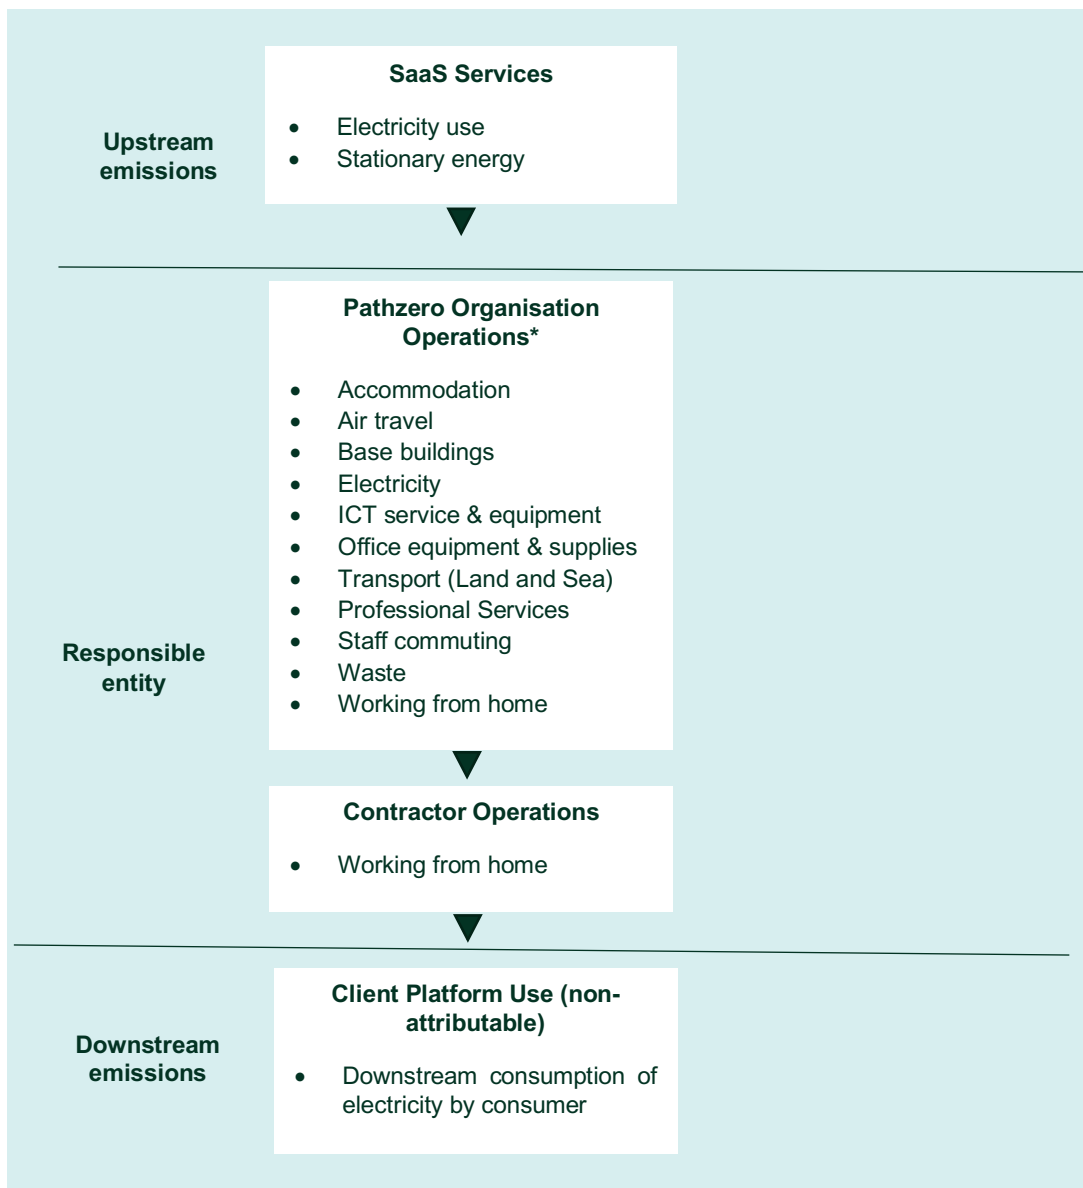 SaaS Services
Upstream
emissions
• Electricity use
• Stationary energy
Pathzero Organisation
Operations*
Responsible
entity
• Accommodation
• Air travel
• Base buildings
• Electricity
• ICT service & equipment
• Office equipment & supplies
• Transport (Land and Sea)
• Professional Services
• Staff commuting
• Waste
• Working from home
Contractor Operations
• Working from home
Downstream
emissions
Client Platform Use (non-
attributable)
• Downstream consumption of
electricity by consumer